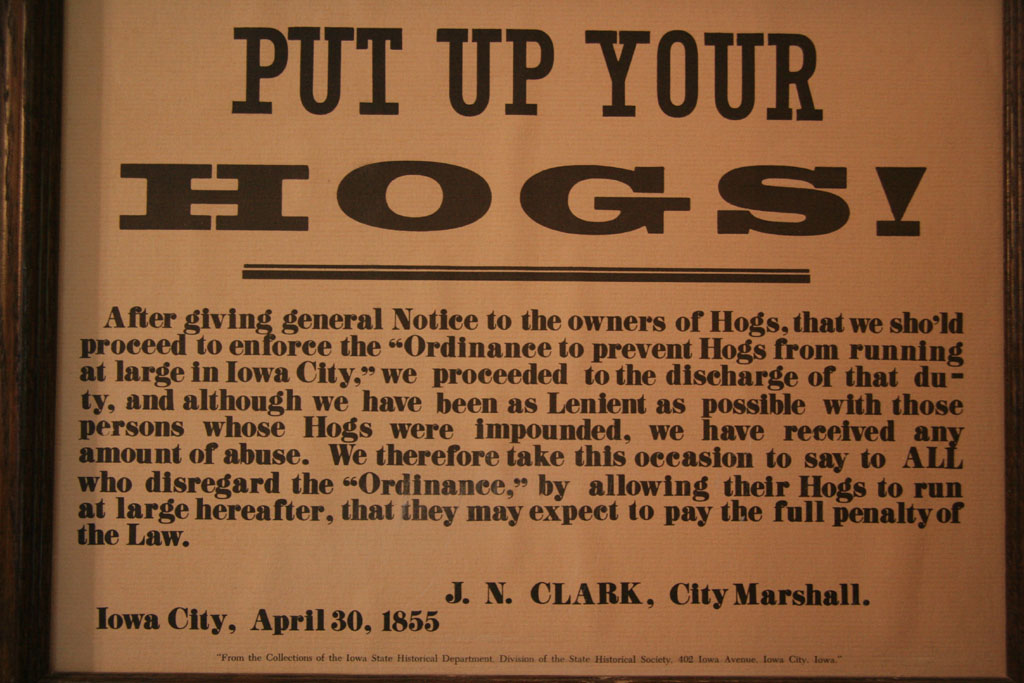 PUT UP YOUR
HOGS!
After giving general Notice to the owners of Hogs, that we sho'ld
proceed to enforce the “Ordinance to prevent Hogs from running
at large in Iowa City,” we proceeded to the discharge of that du-
ty, and although we have been as Lenient as possible with those
persons whose Hogs were impounded, we have received any
amount of abuse. We therefore take this occasion to say to ALL
who disregard the “Ordinance,” by allowing their Hogs to run
at large hereafter, that they may expect to pay the full penalty of
the Law.
J. N. CLARK, City Marshall.
Iowa City, April 30, 1855
"From the Collections of the Iowa State Historical Department, Division of the State Historical Society, 402 Iowa Avenue, Iowa City, Iowa."